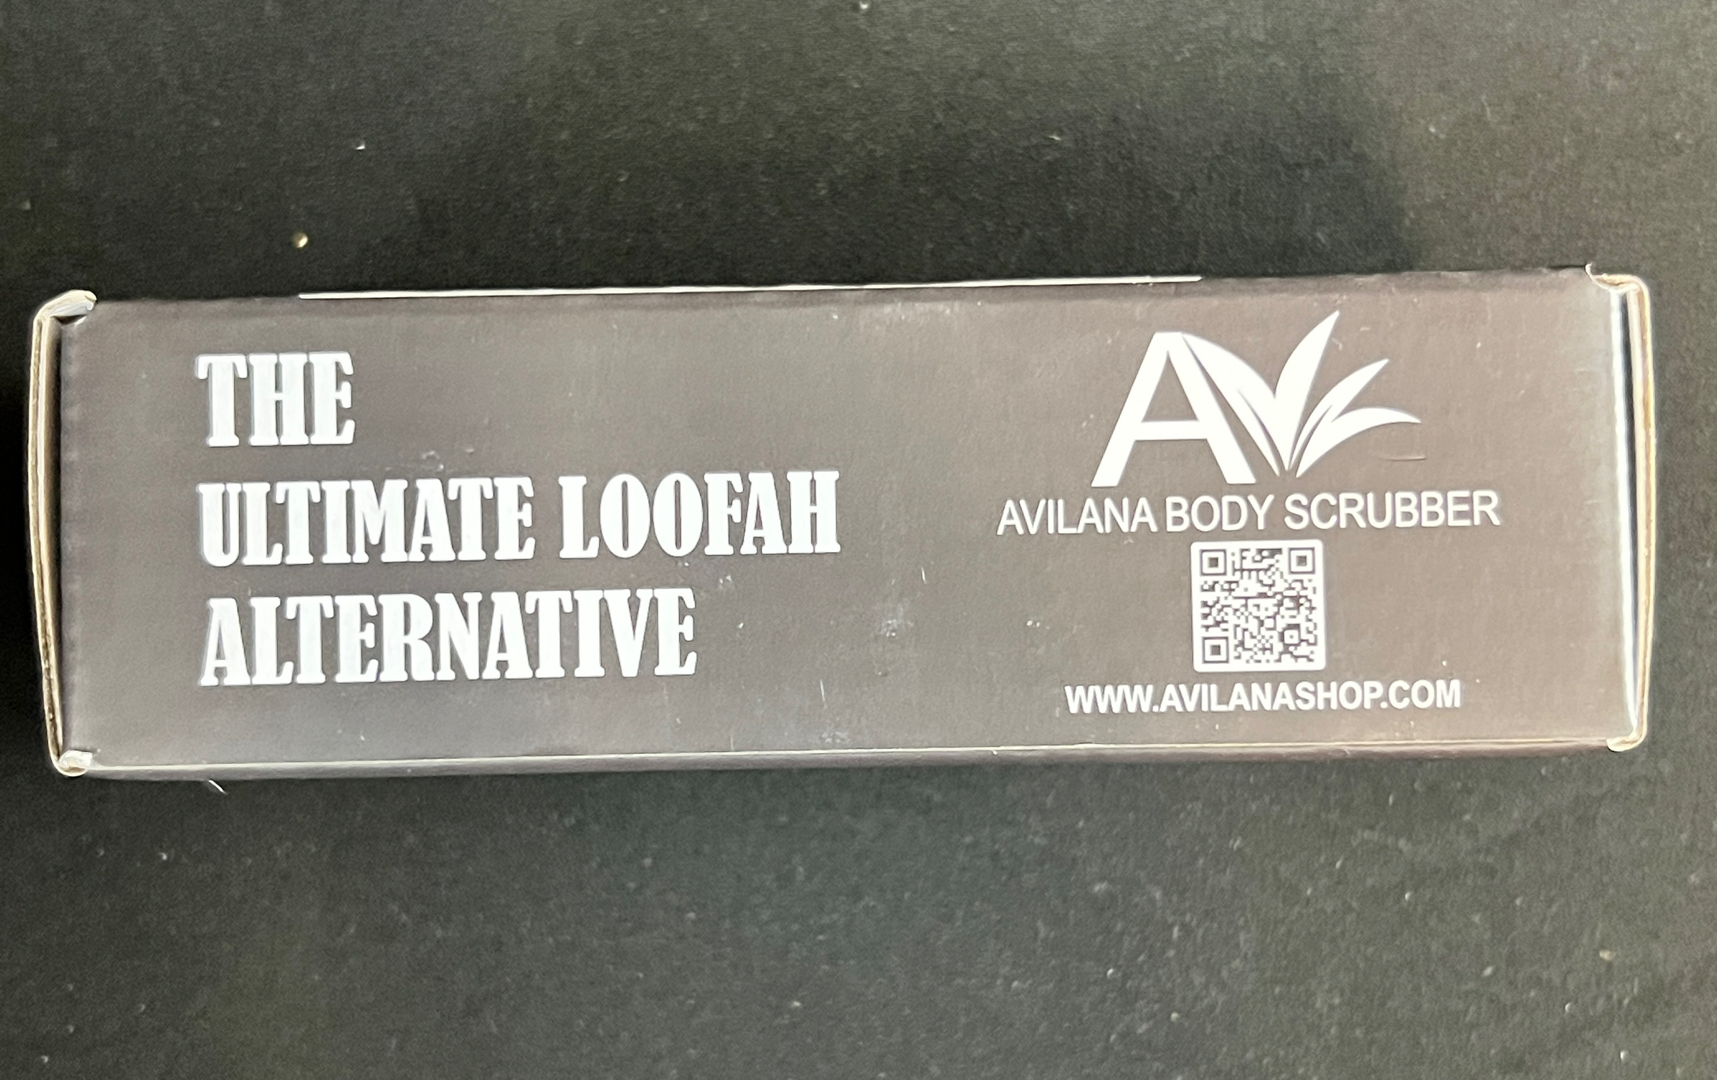 THE
ULTIMATE LOOFAH
ALTERNATIVE
AV
AVILANA BODY SCRUBBER
WWW.AVILANASHOP.COM